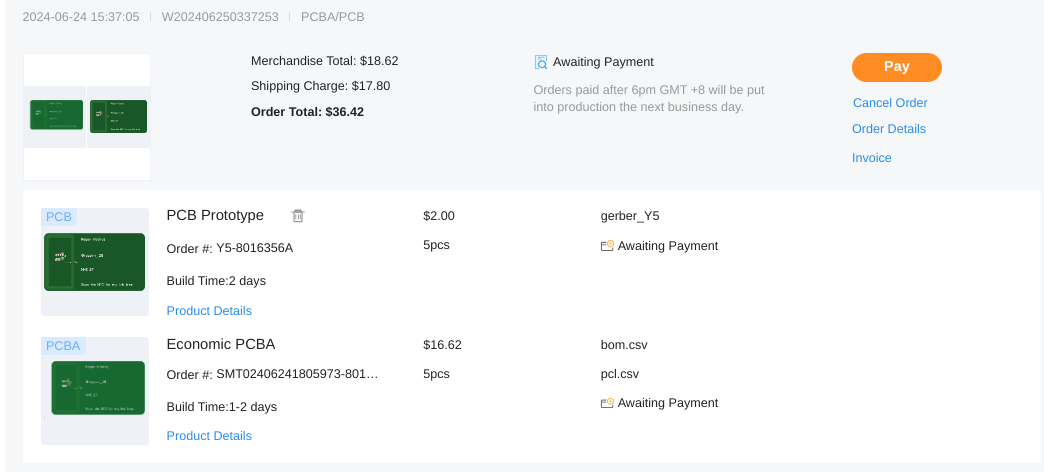 2024-06-24 15:37:05 | W202406250337253 | PCBA/PCB
Merchandise Total: $18.62
Shipping Charge: $17.80
Order Total: $36.42
Awaiting Payment
Orders paid after 6pm GMT +8 will be put
into production the next business day.
Pay
Cancel Order
Order Details
Invoice
PCB
PCB Prototype
Order #: Y5-8016356A
Build Time:2 days
Product Details
$2.00
5pcs
gerber_Y5
Awaiting Payment
PCBA
Economic PCBA
Order #: SMT02406241805973-801...
Build Time:1-2 days
Product Details
$16.62
5pcs
bom.csv
pcl.csv
Awaiting Payment